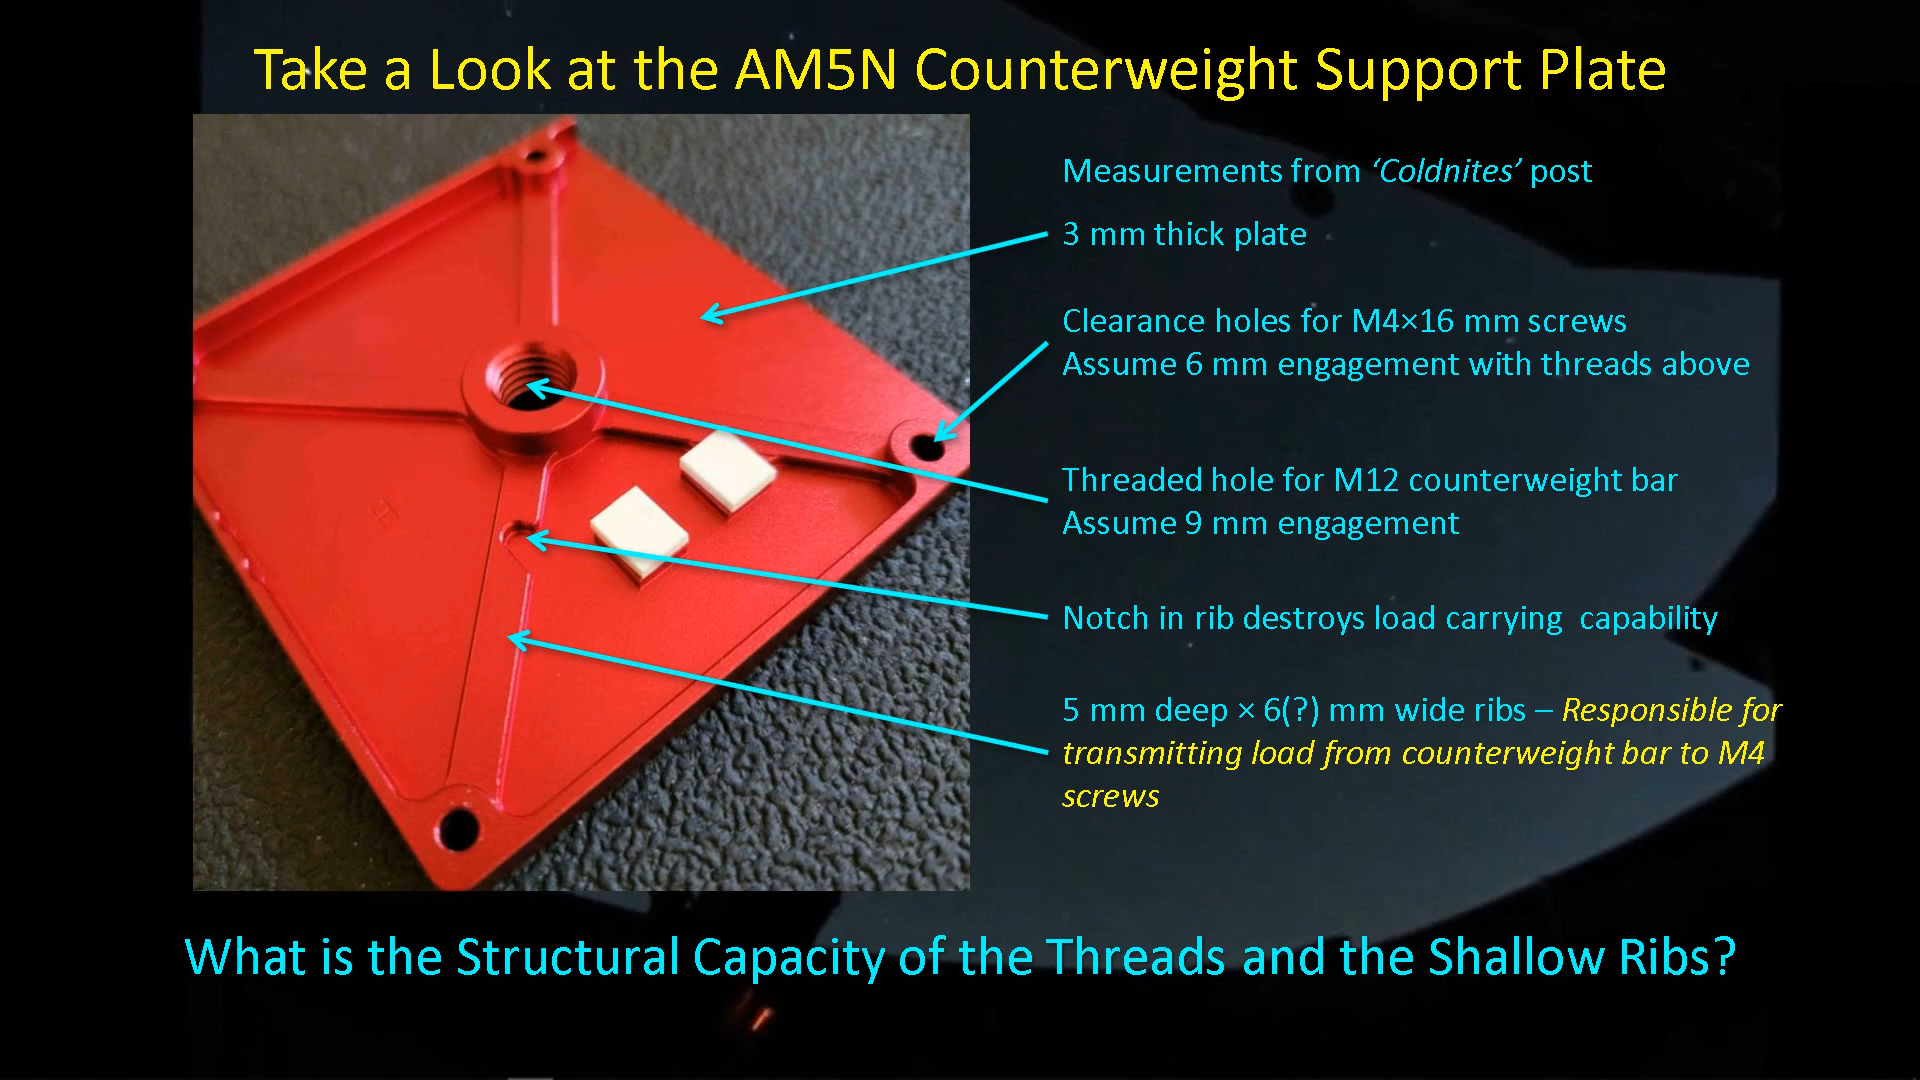 Take a Look at the AM5N Counterweight Support Plate
Measurements from ‘Coldnites’ post
3 mm thick plate
Clearance holes for M4×16 mm screws
Assume 6 mm engagement with threads above
Threaded hole for M12 counterweight bar
Assume 9 mm engagement
Notch in rib destroys load carrying  capability
5 mm deep × 6(?) mm wide ribs – Responsible for
transmitting load from counterweight bar to M4
screws
What is the Structural Capacity of the Threads and the Shallow Ribs?